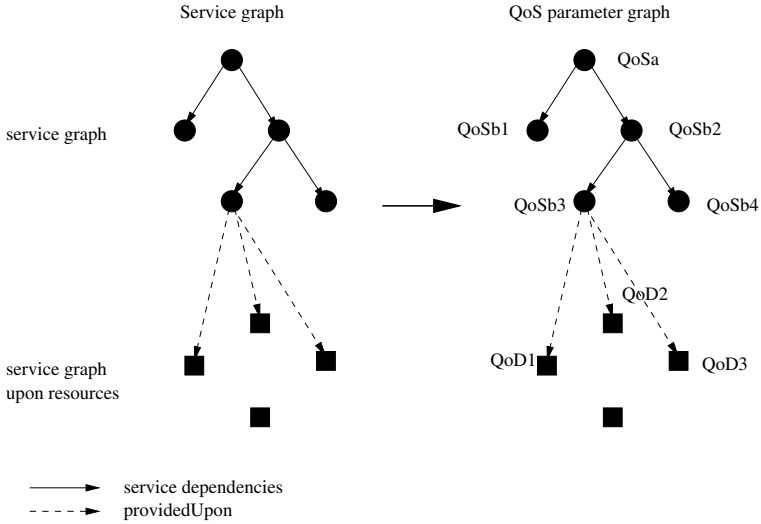 Service graph
QoS parameter graph
QoSa
service graph
QoSb1
QoSb2
QoSb3
QoSb4
QoD2
service graph
upon resources
QoD1
QoD3
service dependencies
providedUpon